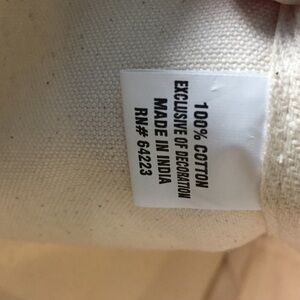 100% COTTON
EXCLUSIVE OF DECORATION
MADE IN INDIA
RN# 64223